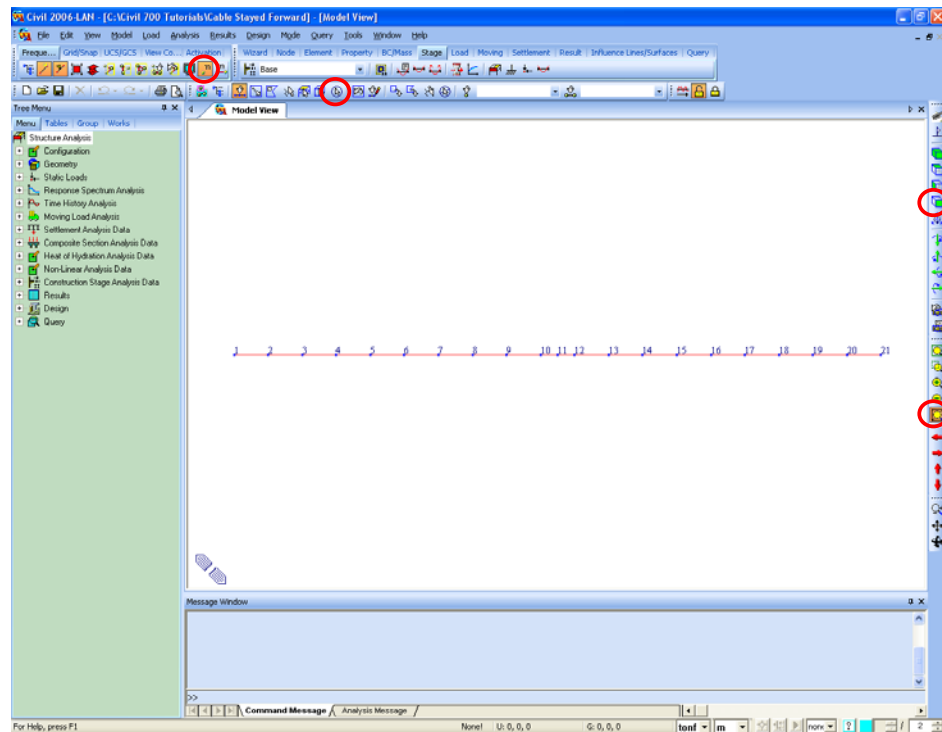 Civil 2006-LAN - [C:\Civil 700 Tutorials\Cable Stayed Forward] - [Model View]
File Edit View Model Load Analysis Results Design Mode Query Tools Window Help
Freque... Grid/Snap UCS/GCS View Co... Activation Wizard Node Element Property BC/Mass Stage Load Moving Settlement Result Influence Lines/Surfaces Query
Base
Tree Menu
Model View
Menu Tables Group Works
Structure Analysis
Configuration
Geometry
Static Loads
Response Spectrum Analysis
Time History Analysis
Moving Load Analysis
Settlement Analysis Data
Composite Section Analysis Data
Heat of Hydration Analysis Data
Non-Linear Analysis Data
Construction Stage Analysis Data
Results
Design
Query
1 2 3 4 5 6 7 8 9 10 11 12 13 14 15 16 17 18 19 20 21
Message Window
>>
Command Message Analysis Message
For Help, press F1 None! U: 0, 0, 0 G: 0, 0, 0 tonf m non ? / 2